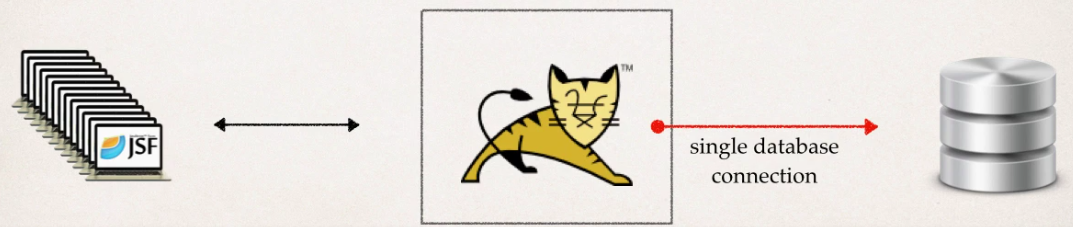 JSF
TM
single database
connection